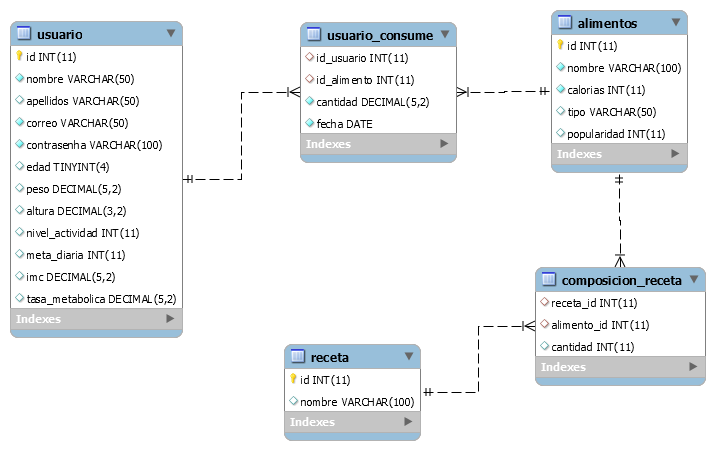 usuario
id INT(11)
nombre VARCHAR(50)
apellidos VARCHAR(50)
correo VARCHAR(50)
contrasenha VARCHAR(100)
edad TINYINT(4)
peso DECIMAL(5,2)
altura DECIMAL(3,2)
nivel_actividad INT(11)
meta_diaria INT(11)
imc DECIMAL(5,2)
tasa_metabolica DECIMAL(5,2)
Indexes
usuario_consume
id_usuario INT(11)
id_alimento INT(11)
cantidad DECIMAL(5,2)
fecha DATE
Indexes
alimentos
id INT(11)
nombre VARCHAR(100)
calorias INT(11)
tipo VARCHAR(50)
popularidad INT(11)
Indexes
composicion_receta
receta_id INT(11)
alimento_id INT(11)
cantidad INT(11)
Indexes
receta
id INT(11)
nombre VARCHAR(100)
Indexes